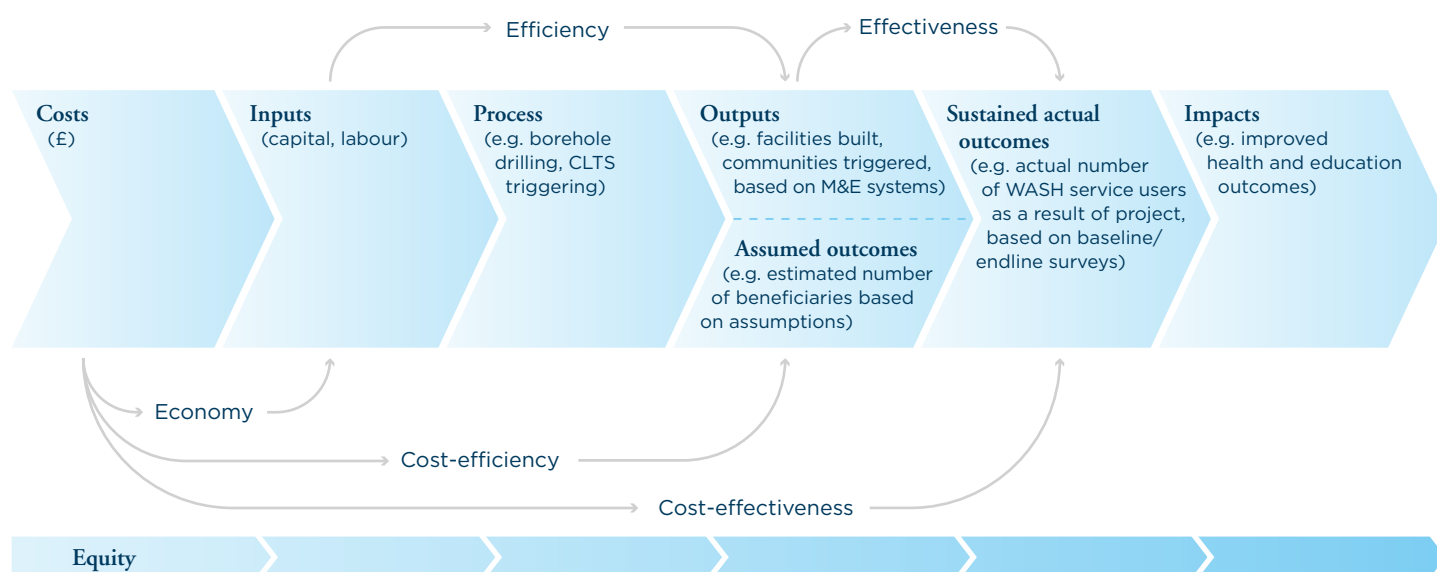 Efficiency
Effectiveness
Costs
(£)
Inputs
(capital, labour)
Process
(e.g. borehole
drilling, CLTS
triggering)
Outputs
(e.g. facilities built,
communities triggered,
based on M&E systems)
Assumed outcomes
(e.g. estimated number
of beneficiaries based
on assumptions)
Sustained actual
outcomes
(e.g. actual number
of WASH service users
as a result of project,
based on baseline/
endline surveys)
Impacts
(e.g. improved
health and education
outcomes)
Economy
Cost-efficiency
Cost-effectiveness
Equity